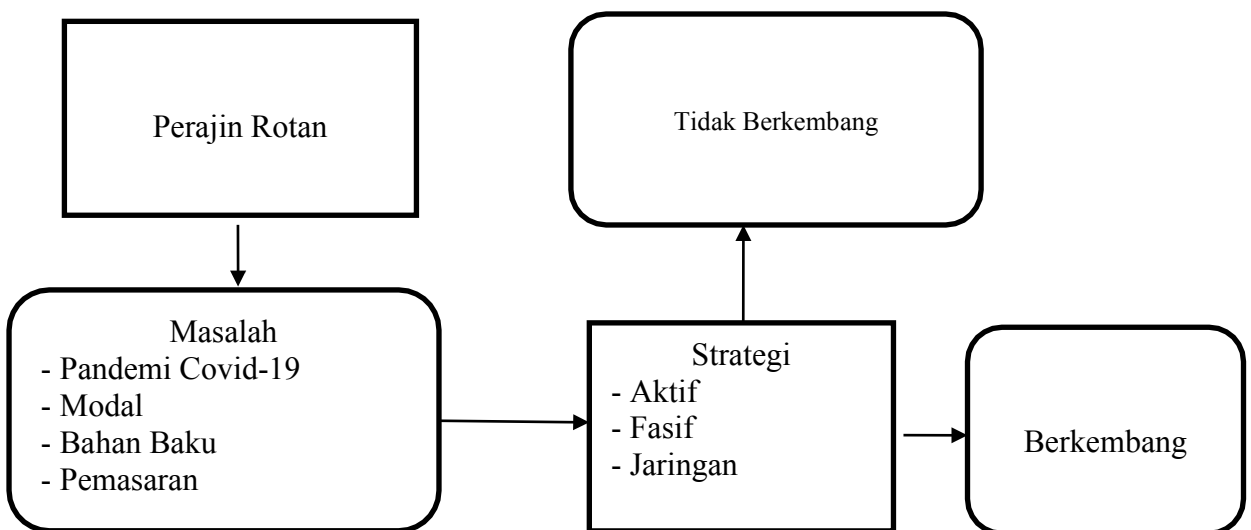 Perajin Rotan
Tidak Berkembang
Masalah
- Pandemi Covid-19
- Modal
- Bahan Baku
- Pemasaran
Strategi
- Aktif
- Fasif
- Jaringan
Berkembang